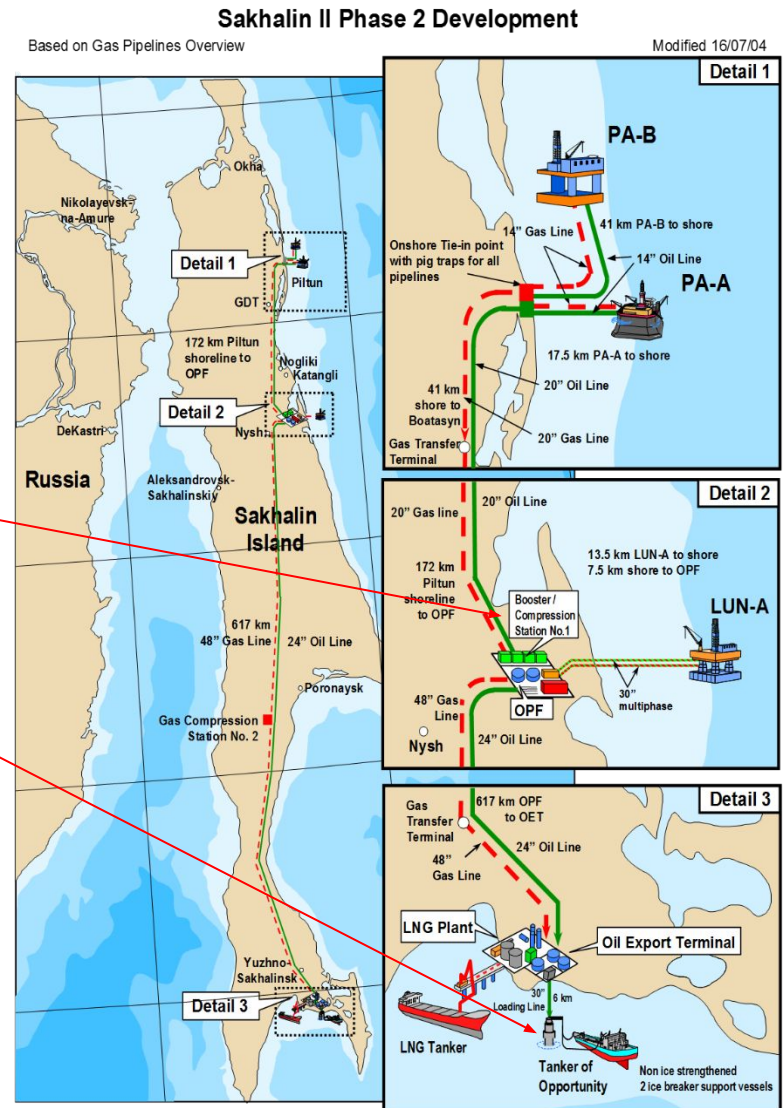 Sakhalin II Phase 2 Development
Based on Gas Pipelines Overview
Modified 16/07/04
Okha
Nikolayevsk-
na-Amure
Detail 1
Piltun
GDT
172 km Piltun
shoreline to
OPF
Nogliki
Katangli
Detail 2
DeKastri
Nysh
Russia
Aleksandrovsk-
Sakhalinskiy
Sakhalin
Island
617 km
48” Gas Line
24” Oil Line
Poronaysk
Gas Compression
Station No. 2
Yuzhno-
Sakhalinsk
Detail 3
Detail 1
PA-B
14” Gas Line
41 km PA-B to shore
Onshore Tie-in point
with pig traps for all
pipelines
14” Oil Line
PA-A
17.5 km PA-A to shore
20” Oil Line
41 km
shore to
Boatasyn
20” Gas Line
Gas Transfer
Terminal
Detail 2
20” Gas line
20” Oil Line
13.5 km LUN-A to shore
7.5 km shore to OPF
172 km
Piltun
shoreline
to OPF
Booster /
Compression
Station No.1
LUN-A
30”
multiphase
48” Gas
Line
OPF
24” Oil Line
Nysh
Detail 3
Gas
Transfer
Terminal
617 km OPF
to OET
24” Oil Line
48”
Gas Line
LNG Plant
Oil Export Terminal
30”
Loading Line
6 km
LNG Tanker
Tanker of
Opportunity
Non ice strengthened
2 ice breaker support vessels